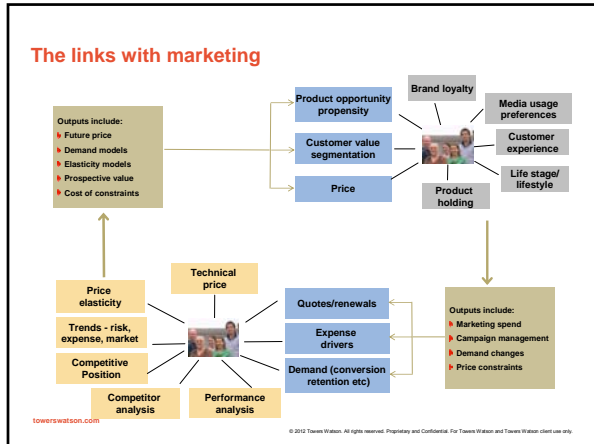 The links with marketing
Outputs include:
Future price
Demand models
Elasticity models
Prospective value
Cost of constraints
Product opportunity
propensity
Customer value
segmentation
Price
Brand loyalty
Media usage
preferences
Customer
experience
Life stage/
lifestyle
Product
holding
Technical
price
Price
elasticity
Trends - risk,
expense, market
Competitive
Position
Competitor
analysis
Performance
analysis
Quotes/renewals
Expense
drivers
Demand (conversion
retention etc)
Outputs include:
Marketing spend
Campaign management
Demand changes
Price constraints
towerswatson.com
© 2012 Towers Watson. All rights reserved. Proprietary and Confidential. For Towers Watson and Towers Watson client use only.